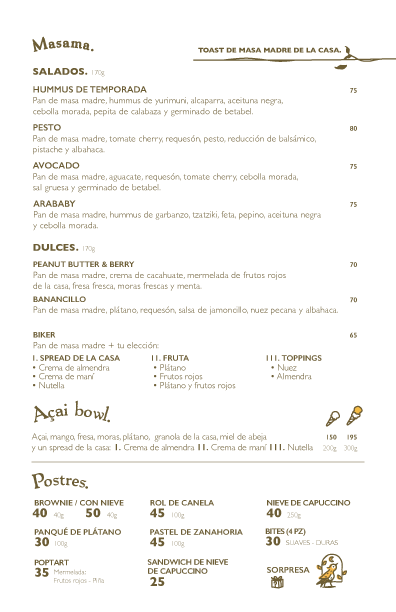 Masama.
TOAST DE MASA MADRE DE LA CASA.
SALADOS. 170g
HUMMUS DE TEMPORADA 75
Pan de masa madre, hummus de yurimuni, alcaparra, aceituna negra,
cebolla morada, pepita de calabaza y germinado de betabel.
PESTO 80
Pan de masa madre, tomate cherry, requesón, pesto, reducción de balsámico,
pistache y albahaca.
AVOCADO 75
Pan de masa madre, aguacate, requesón, tomate cherry, cebolla morada,
sal gruesa y germinado de betabel.
ARABABY 75
Pan de masa madre, hummus de garbanzo, tzatziki, feta, pepino, aceituna negra
y cebolla morada.
DULCES. 170g
PEANUT BUTTER & BERRY 70
Pan de masa madre, crema de cacahuate, mermelada de frutos rojos
de la casa, fresa fresca, moras frescas y menta.
BANANCILLO 70
Pan de masa madre, plátano, requesón, salsa de jamoncillo, nuez pecana y albahaca.
BIKER 65
Pan de masa madre + tu elección:
I. SPREAD DE LA CASA II. FRUTA III. TOPPINGS
• Crema de almendra • Plátano • Nuez
• Crema de maní • Frutos rojos • Almendra
• Nutella • Plátano y frutos rojos
Açai bowl.
Açai, mango, fresa, moras, plátano, granola de la casa, miel de abeja 150 195
y un spread de la casa: I. Crema de almendra II. Crema de maní III. Nutella 200g 300g
Postres.
BROWNIE / CON NIEVE ROL DE CANELA NIEVE DE CAPUCCINO
40 40g 50 40g 45 100g 40 250g
PANQUÉ DE PLÁTANO PASTEL DE ZANAHORIA BITES (4 PZ)
30 100g 45 100g 30 SUAVES - DURAS
POPTART SANDWICH DE NIEVE
DE CAPUCCINO SORPRESA
35 Mermelada:
Frutos rojos - Piña 25